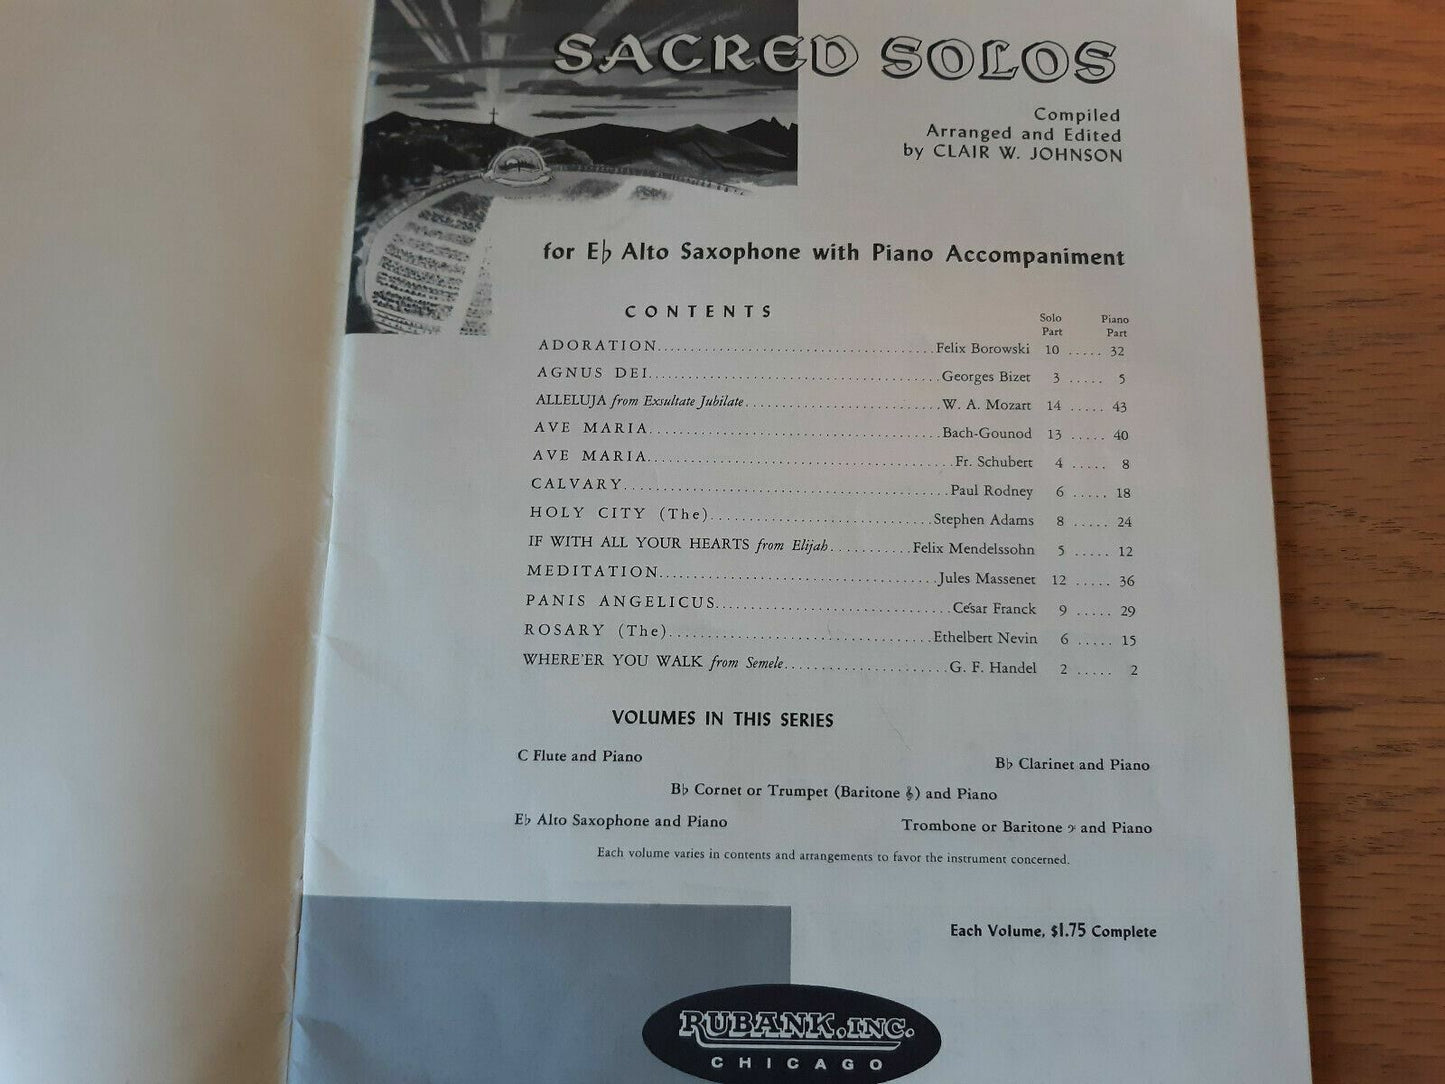 SACRED SOLOS
Compiled
Arranged and Edited
by CLAIR W. JOHNSON
for E♭ Alto Saxophone with Piano Accompaniment
CONTENTS
Solo Part Piano Part
ADORATION Felix Borowski 10 ..... 32
AGNUS DEI Georges Bizet 3 ..... 5
ALLELUJA from Exsultate Jubilate W. A. Mozart 14 ..... 43
AVE MARIA Bach-Gounod 13 ..... 40
AVE MARIA Fr. Schubert 4 ..... 8
CALVARY Paul Rodney 6 ..... 18
HOLY CITY (The) Stephen Adams 8 ..... 24
IF WITH ALL YOUR HEARTS from Elijah Felix Mendelssohn 5 ..... 12
MEDITATION Jules Massenet 12 ..... 36
PANIS ANGELICUS César Franck 9 ..... 29
ROSARY (The) Ethelbert Nevin 6 ..... 15
WHERE'ER YOU WALK from Semele G. F. Handel 2 ..... 2
VOLUMES IN THIS SERIES
C Flute and Piano B♭ Clarinet and Piano
B♭ Cornet or Trumpet (Baritone 𝄞) and Piano
E♭ Alto Saxophone and Piano Trombone or Baritone 𝄢 and Piano
Each volume varies in contents and arrangements to favor the instrument concerned.
Each Volume, $1.75 Complete
RUBANK, INC.
CHICAGO